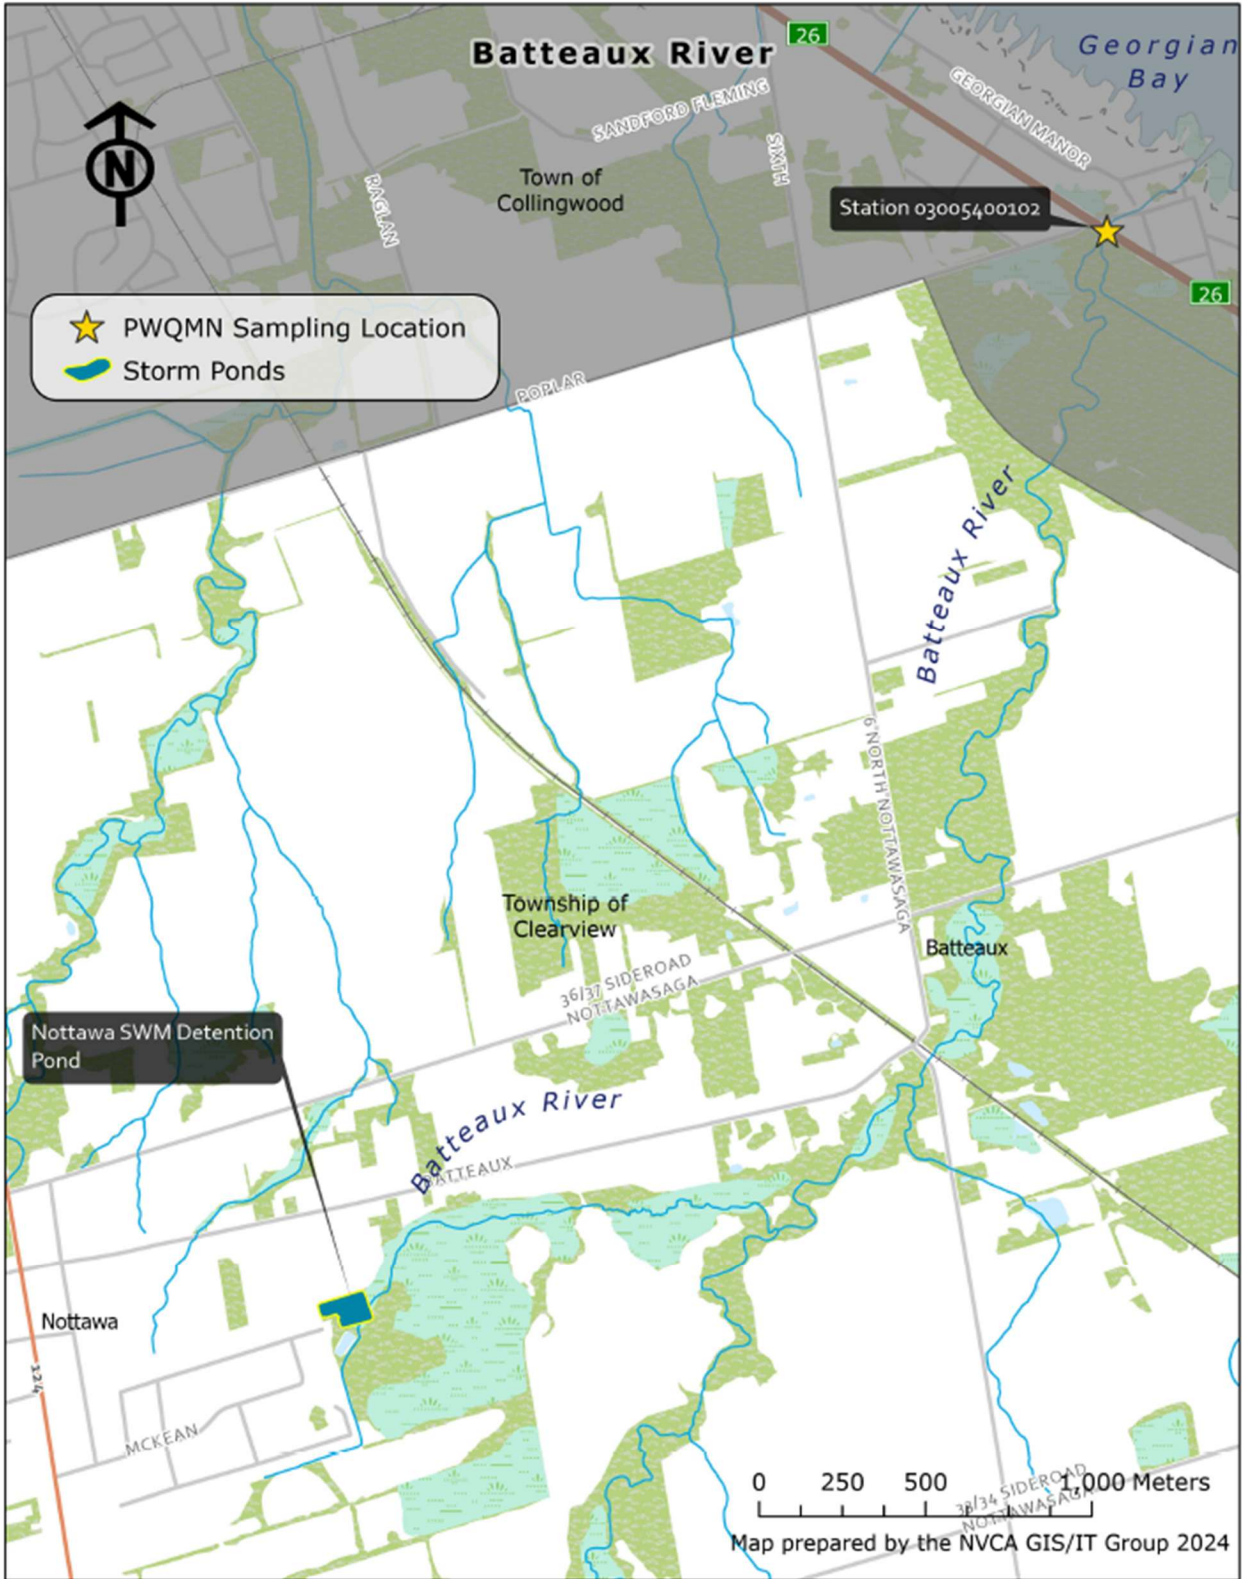 Batteaux River
26
Georgian
Bay
GEORGIAN MANOR
SANDFORD FLEMING
SIXTH
N
RAGLAN
Town of
Collingwood
Station 03005400102
26
PWQMN Sampling Location
Storm Ponds
POPLAR
Batteaux River
6 NORTH NOTTAWASAGA
Township of
Clearview
Batteaux
36/37 SIDEROAD
NOTTAWASAGA
Nottawa SWM Detention
Pond
Batteaux River
BATTEAUX
Nottawa
124
MCKEAN
0 250 500 1,000 Meters
33/34 SIDEROAD
NOTTAWASAGA
Map prepared by the NVCA GIS/IT Group 2024